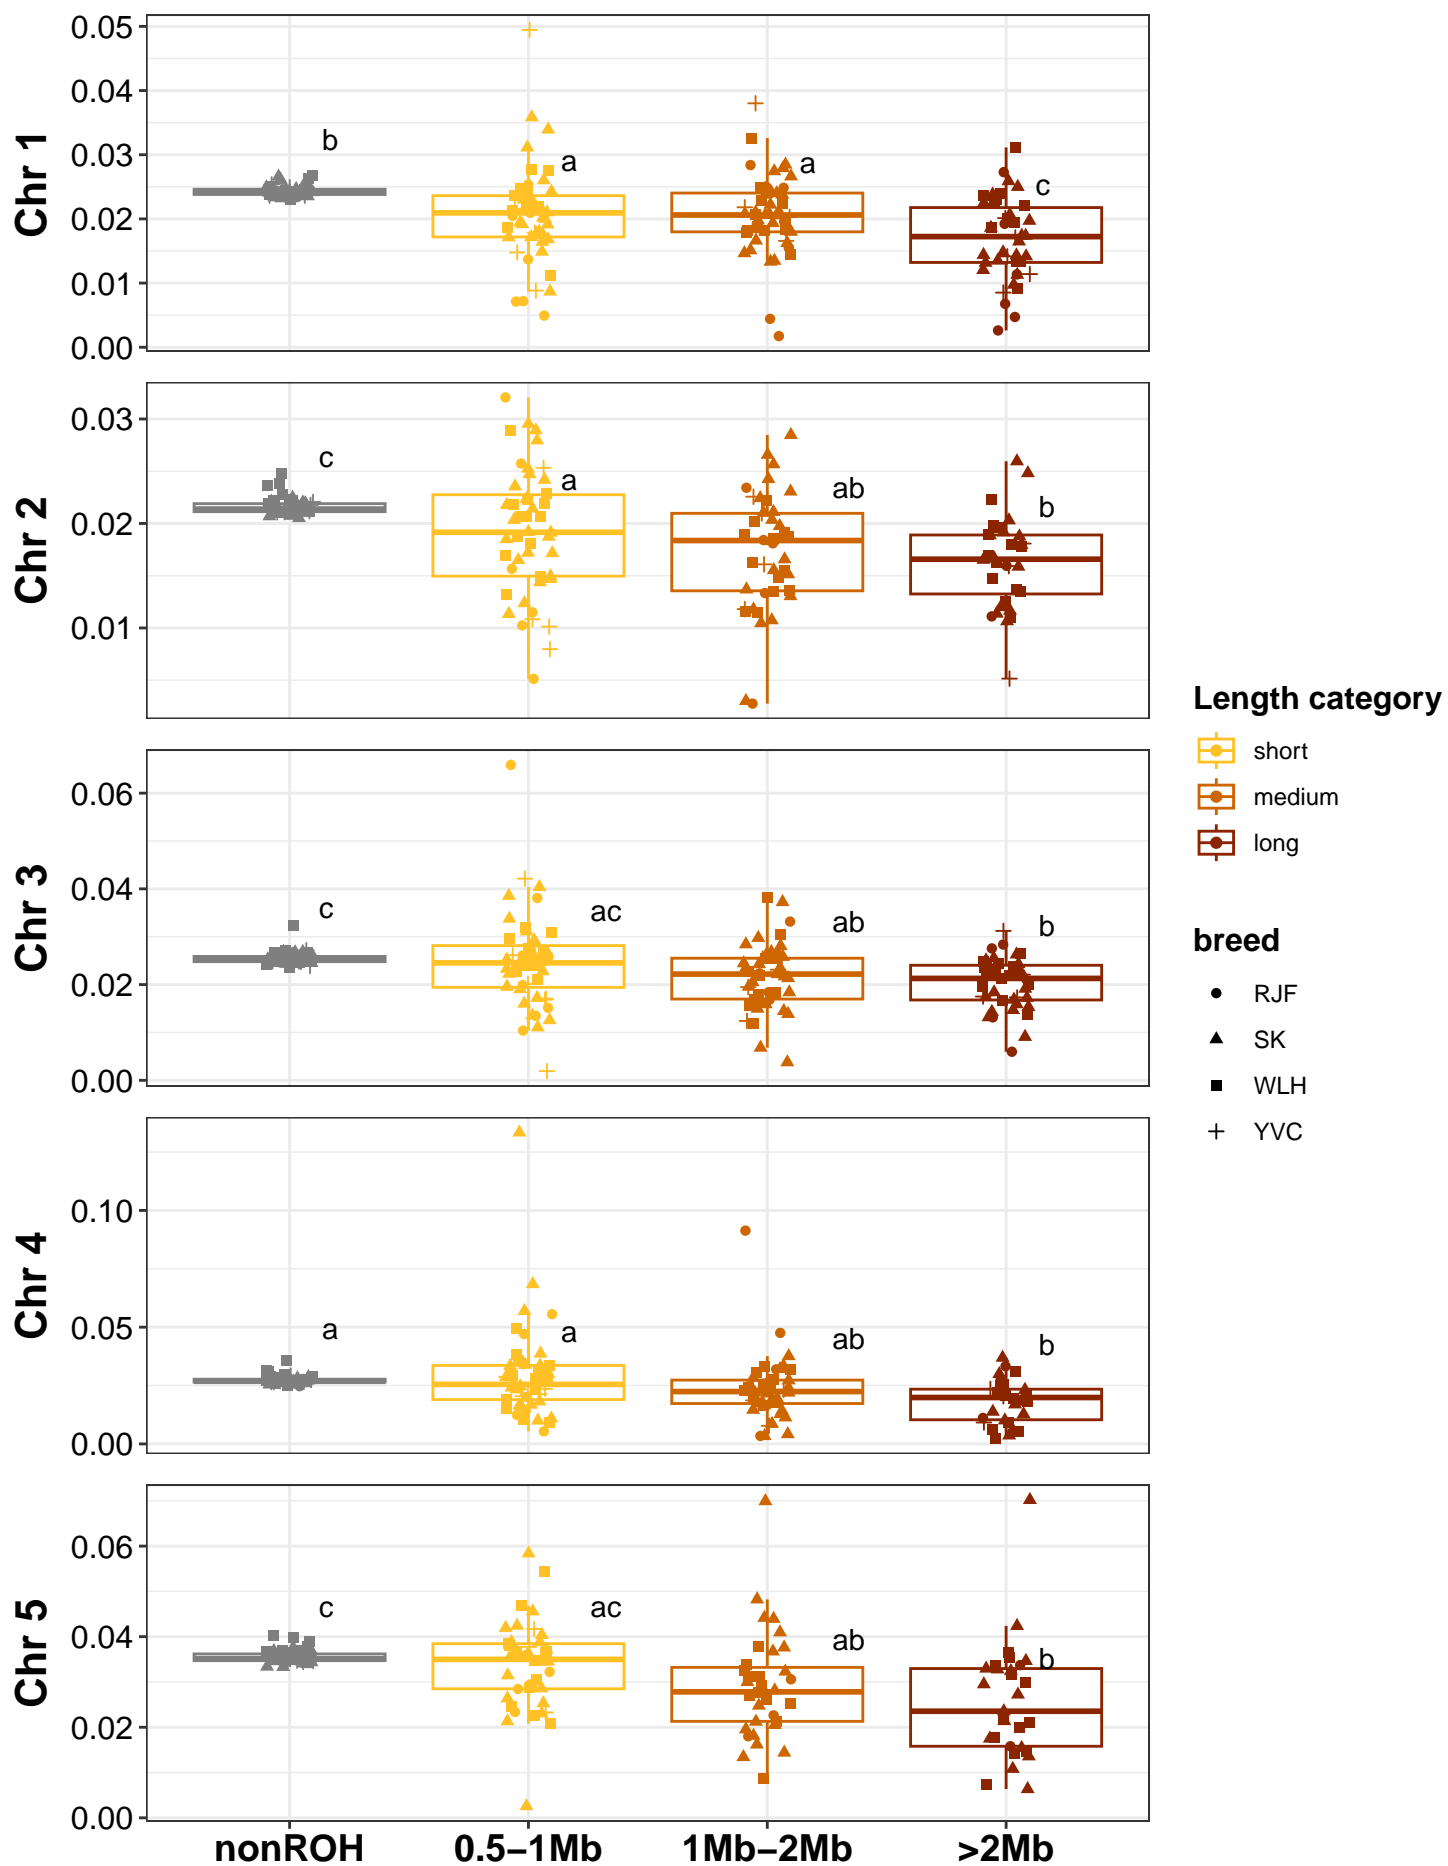 Chr 1
0.05
0.04
0.03
0.02
0.01
0.00
b
a
a
c
Chr 2
0.03
0.02
0.01
c
a
ab
b
Chr 3
0.06
0.04
0.02
0.00
c
ac
ab
b
Chr 4
0.10
0.05
0.00
a
a
ab
b
Chr 5
0.06
0.04
0.02
0.00
c
ac
ab
b
nonROH 0.5–1Mb 1Mb–2Mb >2Mb
Length category
short
medium
long
breed
RJF
SK
WLH
YVC